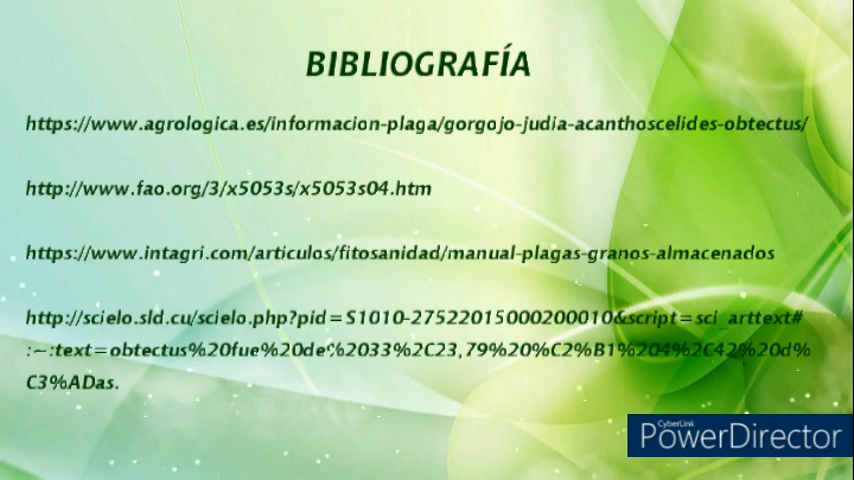 BIBLIOGRAFÍA
https://www.agrologica.es/informacion-plaga/gorgojo-judia-acanthoscelides-obtectus/
http://www.fao.org/3/x5053s/x5053s04.htm
https://www.intagri.com/articulos/fitosanidad/manual-plagas-granos-almacenados
http://scielo.sld.cu/scielo.php?pid=S1010-27522015000200010&script=sci_arttext#
:~:text=obtectus%20fue%20de%2033%2C23,79%20%C2%B1%204%2C42%20d%
C3%ADas.
CyberLink
PowerDirector